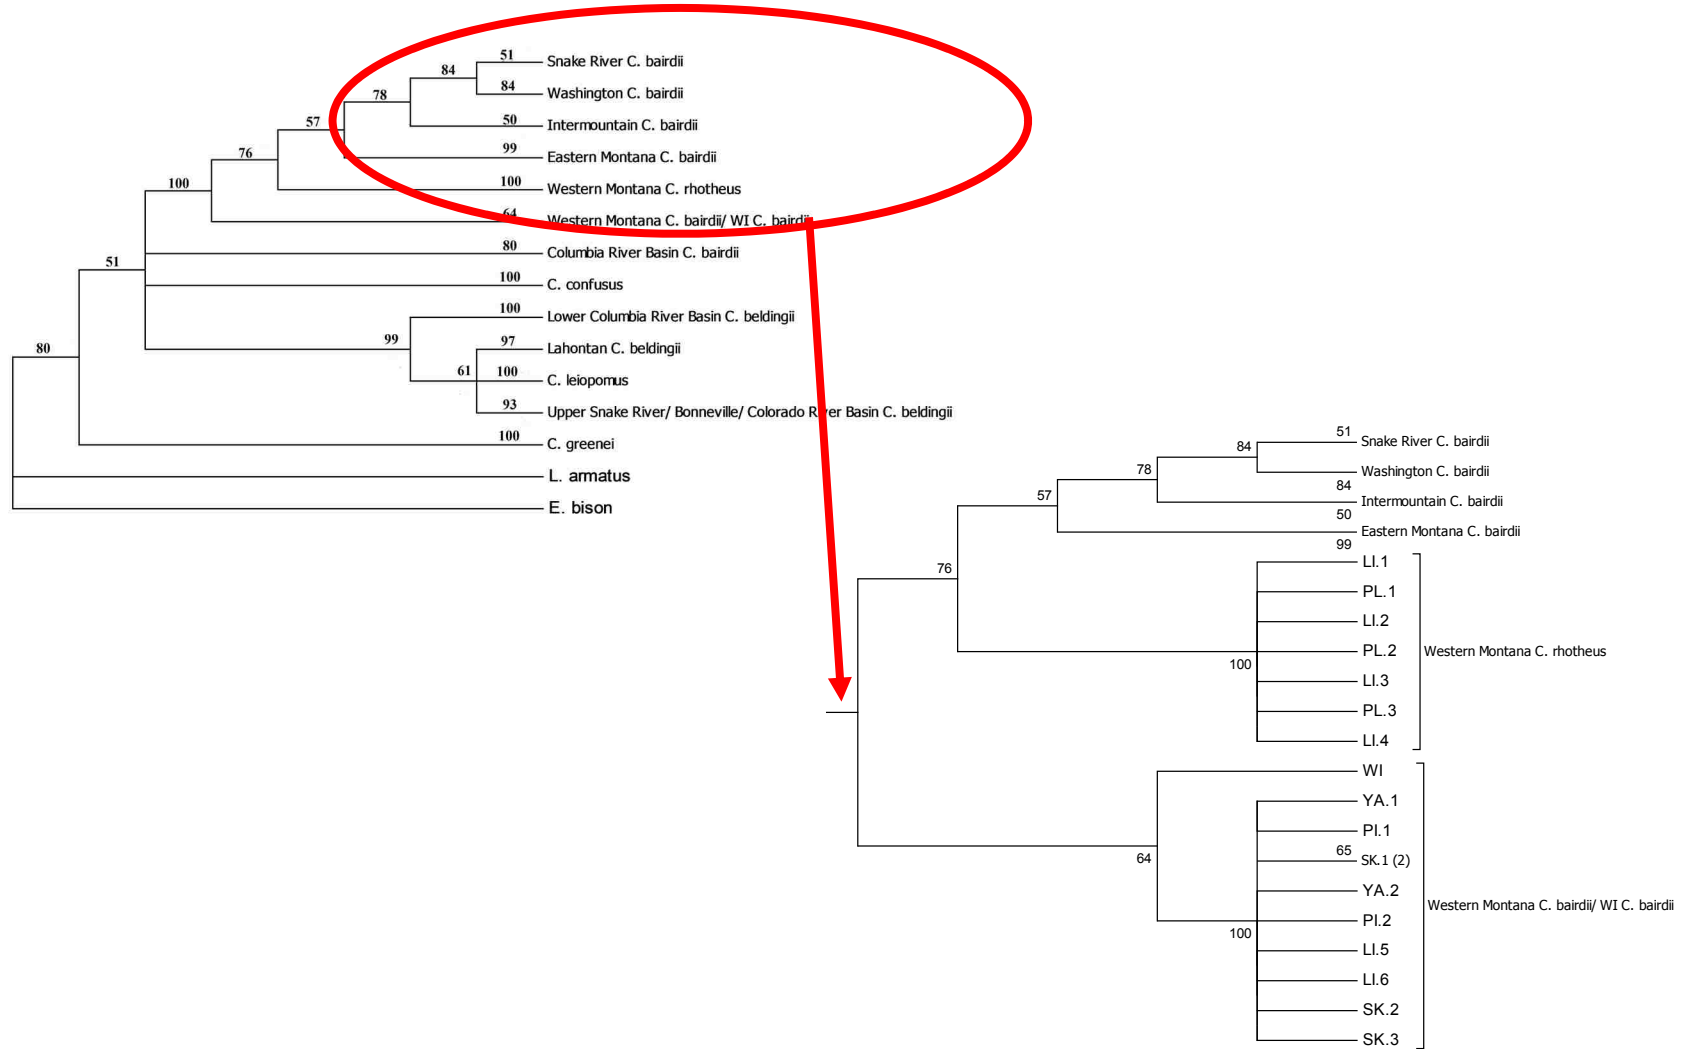 51
Snake River C. bairdii
84
84
Washington C. bairdii
78
50
Intermountain C. bairdii
57
99
Eastern Montana C. bairdii
76
100
Western Montana C. rhotheus
100
64
Western Montana C. bairdii/ WI C. bairdii
80
Columbia River Basin C. bairdii
51
100
C. confusus
100
Lower Columbia River Basin C. beldingii
99
97
Lahontan C. beldingii
80
61
100
C. leiopomus
93
Upper Snake River/ Bonneville/ Colorado River Basin C. beldingii
100
C. greenei
L. armatus
E. bison
51
Snake River C. bairdii
84
Washington C. bairdii
78
84
Intermountain C. bairdii
57
50
Eastern Montana C. bairdii
99
LI.1
76
PL.1
LI.2
PL.2
Western Montana C. rhotheus
100
LI.3
PL.3
LI.4
WI
YA.1
PI.1
65
SK.1 (2)
64
YA.2
Western Montana C. bairdii/ WI C. bairdii
PI.2
100
LI.5
LI.6
SK.2
SK.3